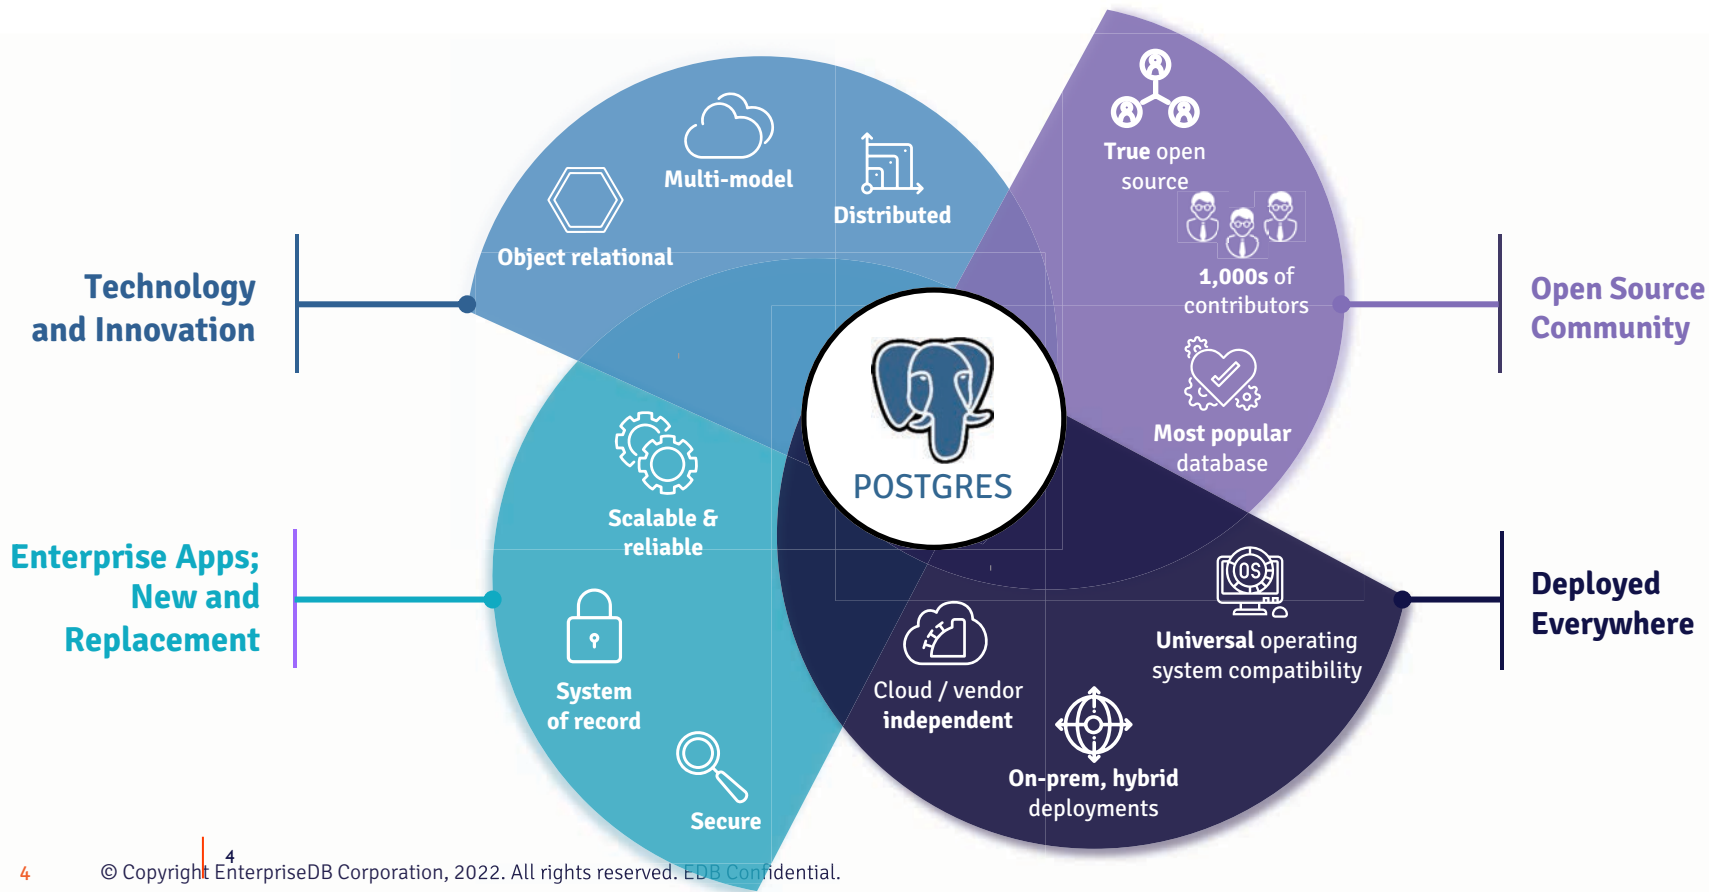 Technology
and Innovation
Object relational
Multi-model
Distributed
True open
source
1,000s of
contributors
Most popular
database
Open Source
Community
POSTGRES
Enterprise Apps;
New and
Replacement
Scalable &
reliable
System
of record
Secure
Cloud / vendor
independent
On-prem, hybrid
deployments
OS
Universal operating
system compatibility
Deployed
Everywhere
4
4
© Copyright EnterpriseDB Corporation, 2022. All rights reserved. EDB Confidential.